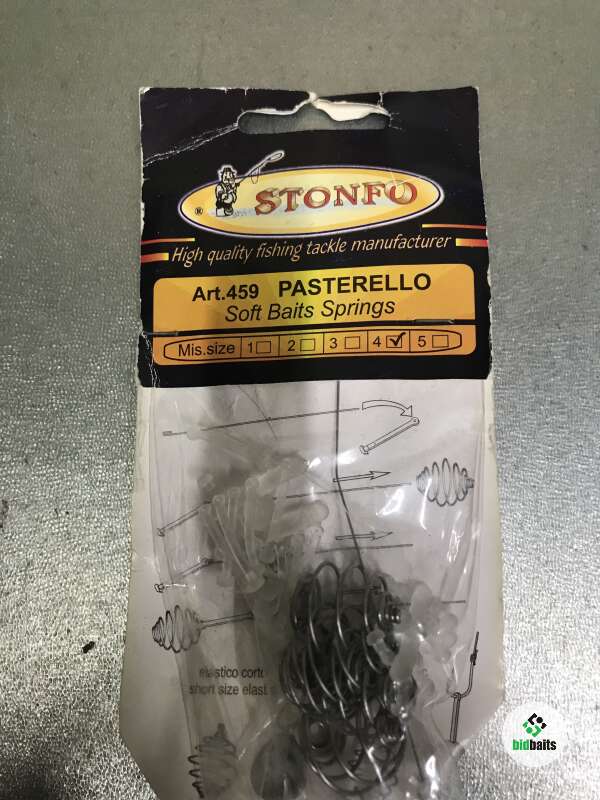 ® STONFO
High quality fishing tackle manufacturer
Art.459 PASTERELLO
Soft Baits Springs
Mis.size 1 2 3 4 5
elastico corto
short size elast
bidbaits